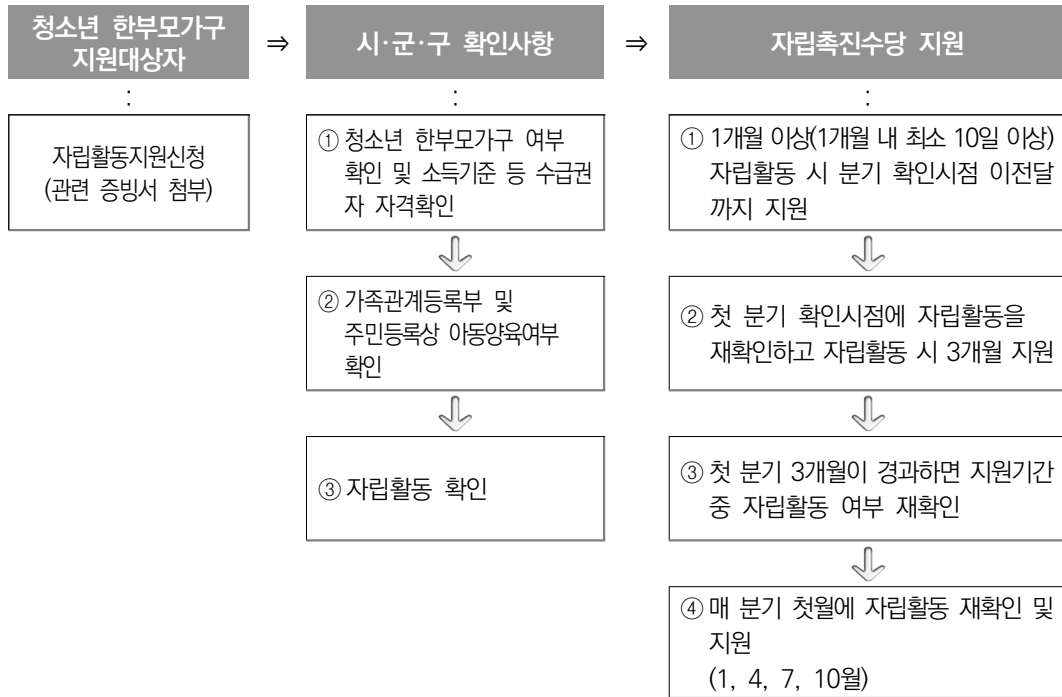 청소년 한부모가구
지원대상자
⇒
시·군·구 확인사항
⇒
자립촉진수당 지원
:
:
:
자립활동지원신청
(관련 증빙서 첨부)
① 청소년 한부모가구 여부
확인 및 소득기준 등 수급권
자 자격확인
② 가족관계등록부 및
주민등록상 아동양육여부
확인
③ 자립활동 확인
① 1개월 이상(1개월 내 최소 10일 이상)
자립활동 시 분기 확인시점 이전달
까지 지원
② 첫 분기 확인시점에 자립활동을
재확인하고 자립활동 시 3개월 지원
③ 첫 분기 3개월이 경과하면 지원기간
중 자립활동 여부 재확인
④ 매 분기 첫월에 자립활동 재확인 및
지원
(1, 4, 7, 10월)